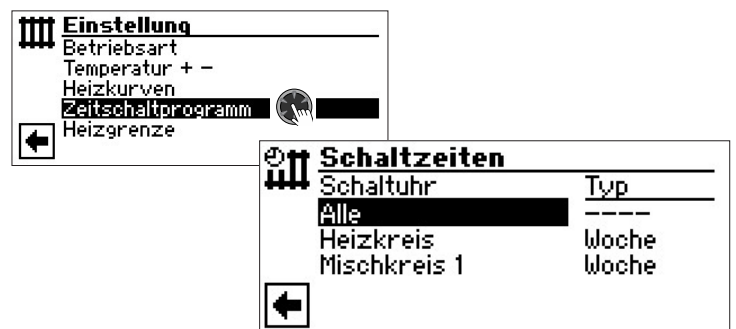 Einstellung
Betriebsart
Temperatur + −
Heizkurven
Zeitschaltprogramm
Heizgrenze
Schaltzeiten
Schaltuhr Typ
Alle ----
Heizkreis Woche
Mischkreis 1 Woche